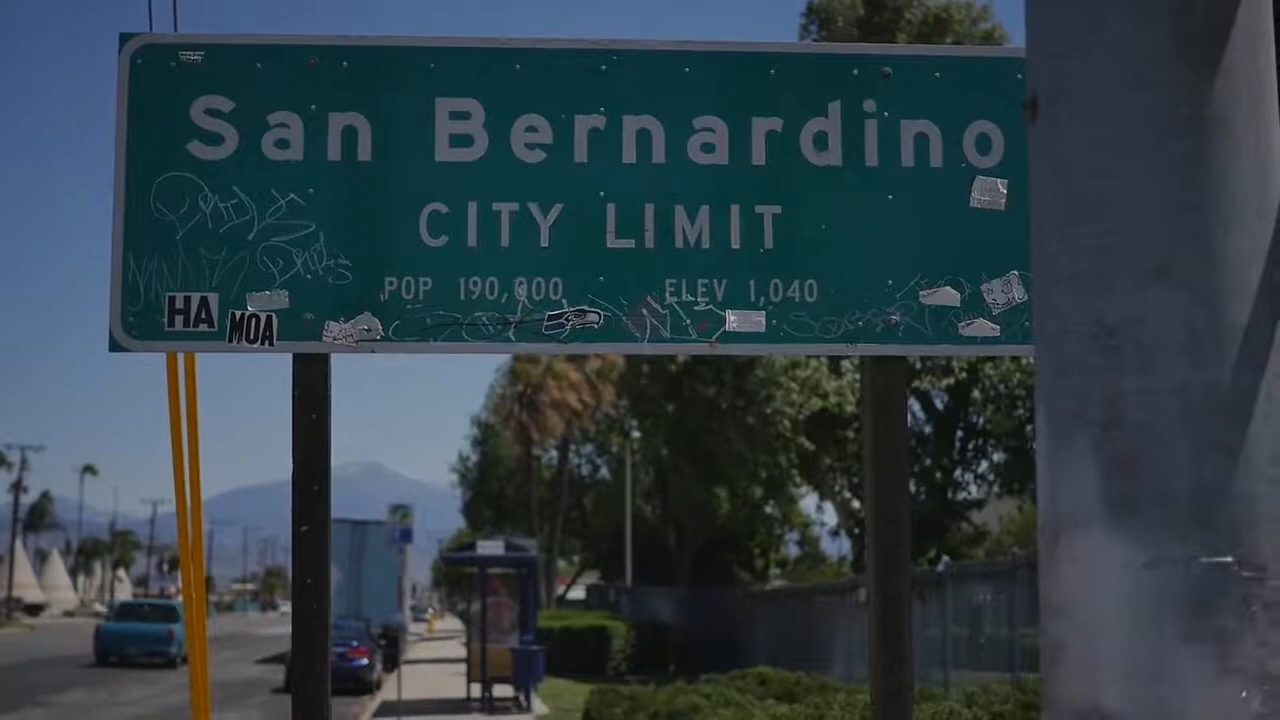 San Bernardino
CITY LIMIT
POP 190,000 ELEV 1,040
HA
MOA